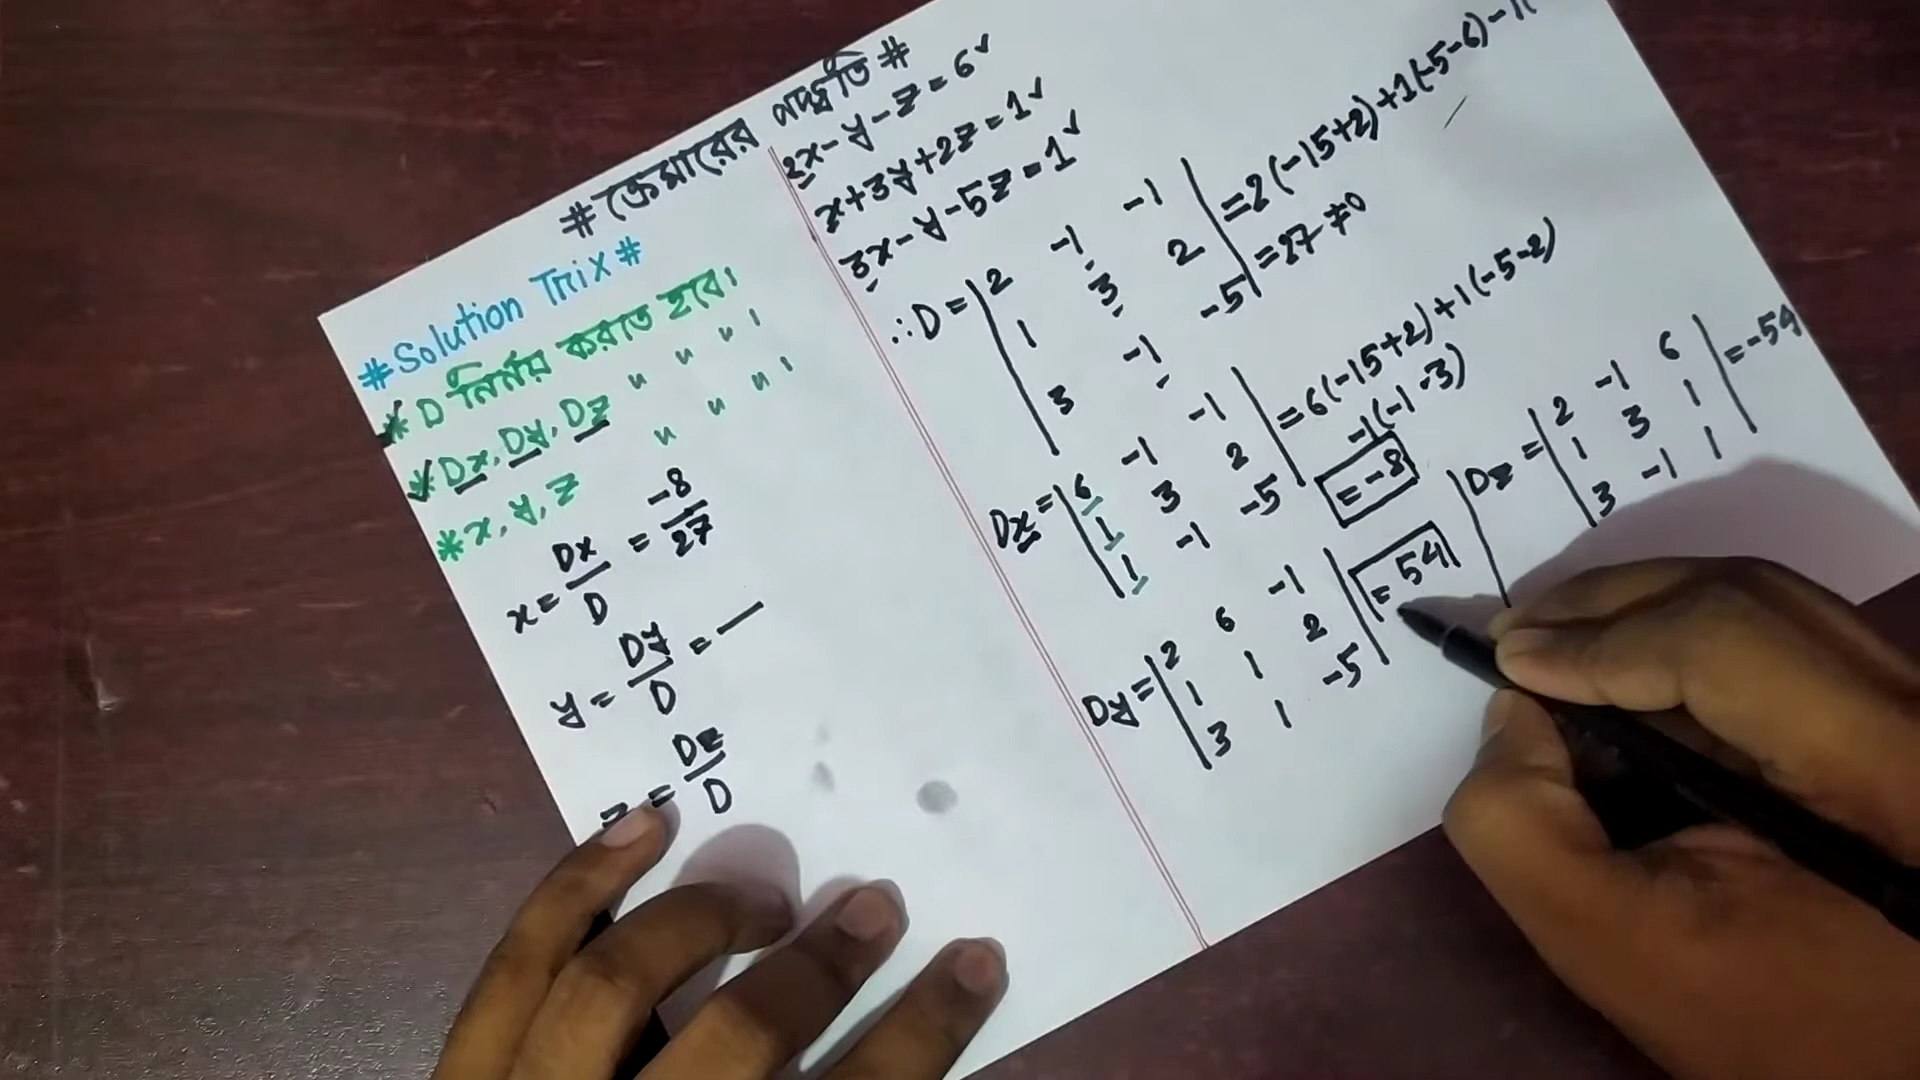 #ক্রেমারের পদ্ধতি#
#Solution Trix#
* D নির্ণয় করতে হবে।
* Dx, Dy, Dz " " "।
* x, y, z " " "।
x = Dx/D = -8/27
y = Dy/D = —
z = Dz/D
2x - y - z = 6 ✓
x + 3y + 2z = 1 ✓
3x - y - 5z = 1 ✓
∴ D = | 2 -1 -1 | = 2(-15+2)+1(-5-6)-1(
| 1 3 2 | = 27 ≠0
| 3 -1 -5 |
Dx = | 6 -1 -1 | = 6(-15+2)+1(-5-2)
| 1 3 2 | -1(-1-3)
| 1 -1 -5 | = -8
Dy = | 2 6 -1 | = 54
| 1 1 2 |
| 3 1 -5 |
Dz = | 2 -1 6 | = -54
| 1 3 1 |
| 3 -1 1 |